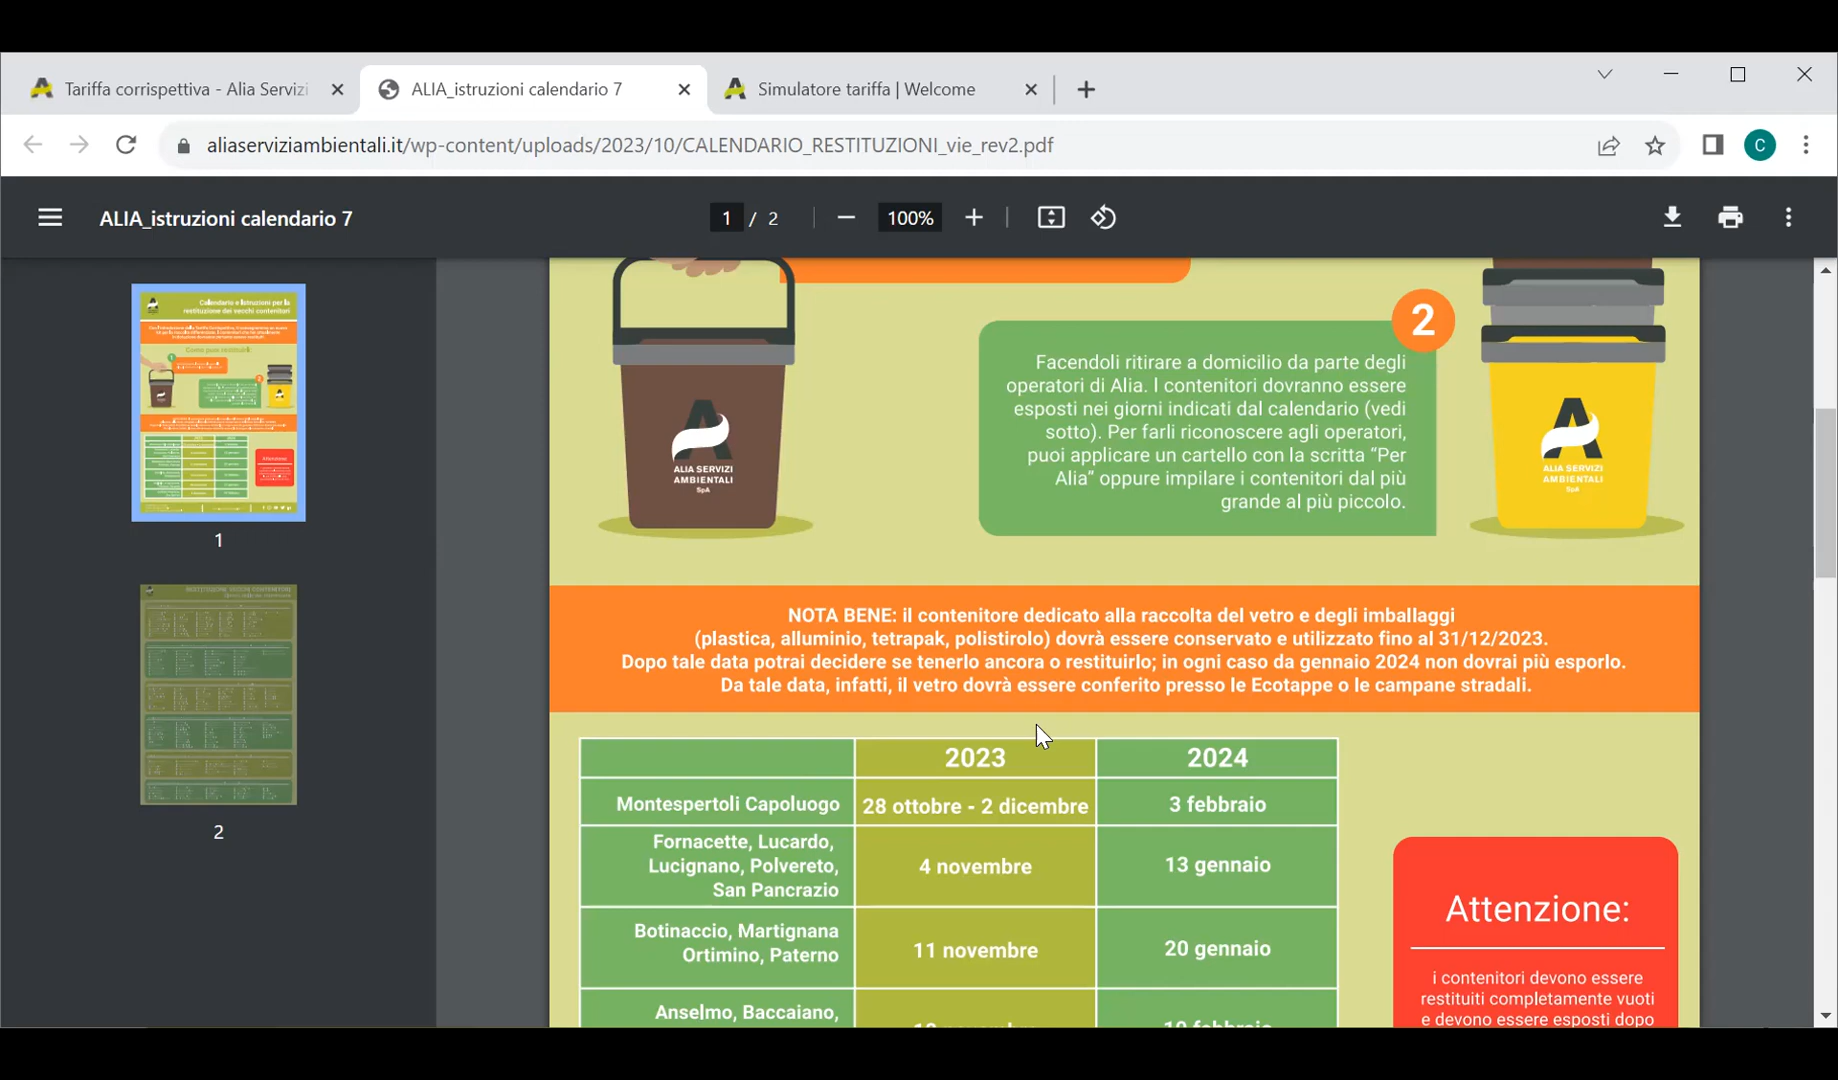 Tariffa corrispettiva - Alia Servizi
ALIA_istruzioni calendario 7
Simulatore tariffa | Welcome
aliaserviziambientali.it/wp-content/uploads/2023/10/CALENDARIO_RESTITUZIONI_vie_rev2.pdf
C
ALIA_istruzioni calendario 7
1 / 2
100%
Calendario e istruzioni per la
restituzione dei vecchi contenitori
1
2
2
Facendoli ritirare a domicilio da parte degli
operatori di Alia. I contenitori dovranno essere
esposti nei giorni indicati dal calendario (vedi
sotto). Per farli riconoscere agli operatori,
puoi applicare un cartello con la scritta “Per
Alia” oppure impilare i contenitori dal più
grande al più piccolo.
ALIA SERVIZI
AMBIENTALI
SpA
ALIA SERVIZI
AMBIENTALI
SpA
NOTA BENE: il contenitore dedicato alla raccolta del vetro e degli imballaggi
(plastica, alluminio, tetrapak, polistirolo) dovrà essere conservato e utilizzato fino al 31/12/2023.
Dopo tale data potrai decidere se tenerlo ancora o restituirlo; in ogni caso da gennaio 2024 non dovrai più esporlo.
Da tale data, infatti, il vetro dovrà essere conferito presso le Ecotappe o le campane stradali.
2023
2024
Montespertoli Capoluogo
28 ottobre - 2 dicembre
3 febbraio
Fornacette, Lucardo,
Lucignano, Polvereto,
San Pancrazio
4 novembre
13 gennaio
Botinaccio, Martignana
Ortimino, Paterno
11 novembre
20 gennaio
Anselmo, Baccaiano,
Attenzione:
i contenitori devono essere
restituiti completamente vuoti
e devono essere esposti dopo